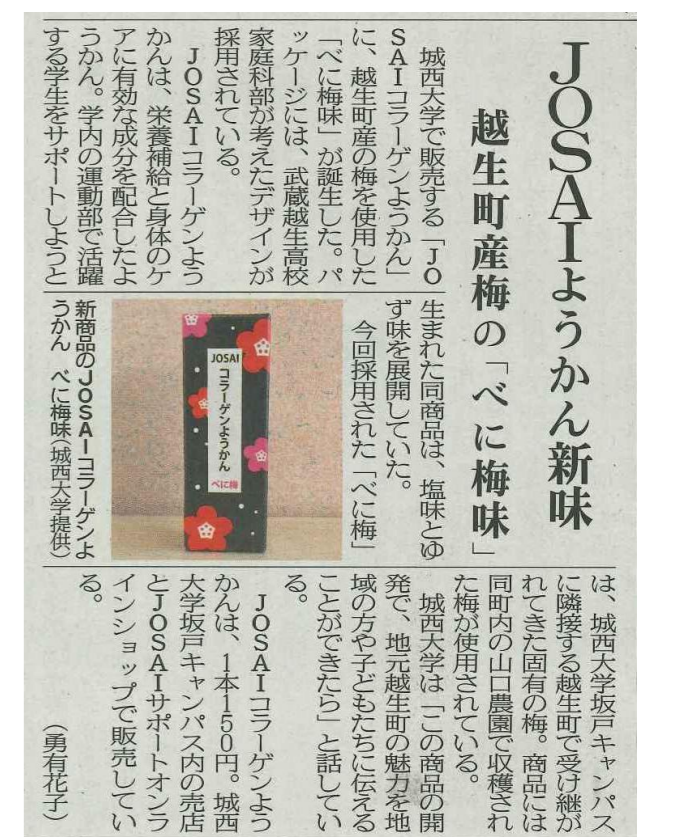 JOSAIようかん新味
越生町産梅の「べに梅味」
城西大学で販売する「JO
SAIコラーゲンようかん」
に、越生町産の梅を使用した
「べに梅味」が誕生した。パ
ッケージには、武蔵越生高校
家庭科部が考えたデザインが
採用されている。
JOSAIコラーゲンよう
かんは、栄養補給と身体のケ
アに有効な成分を配合したよ
うかん。学内の運動部で活躍
する学生をサポートしようと
生まれた同商品は、塩味とゆ
ず味を展開していた。
今回採用された「べに梅」
JOSAI
コラーゲンようかん
べに梅
新商品のJOSAIコラーゲンよ
うかん べに梅味(城西大学提供)
は、城西大学坂戸キャンパス
に隣接する越生町で受け継が
れてきた固有の梅。商品には
同町内の山口農園で収穫され
た梅が使用されている。
城西大学は「この商品の開
発で、地元越生町の魅力を地
域の方や子どもたちに伝える
ことができたら」と話してい
る。
JOSAIコラーゲンよう
かんは、1本150円。城西
大学坂戸キャンパス内の売店
とJOSAIサポートオンラ
インショップで販売してい
る。
(勇有花子)